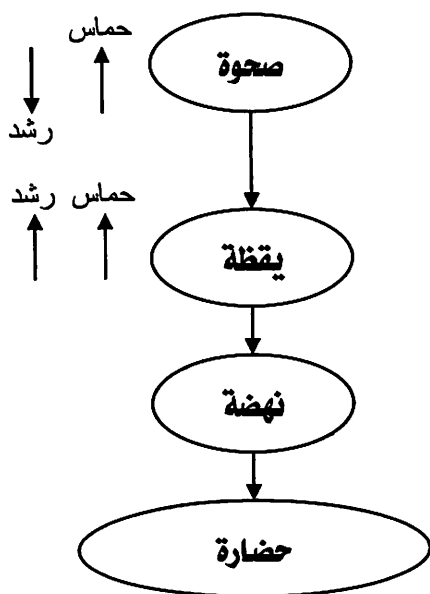 حماس
صحوة
رشد
حماس رشد
يقظة
نهضة
حضارة